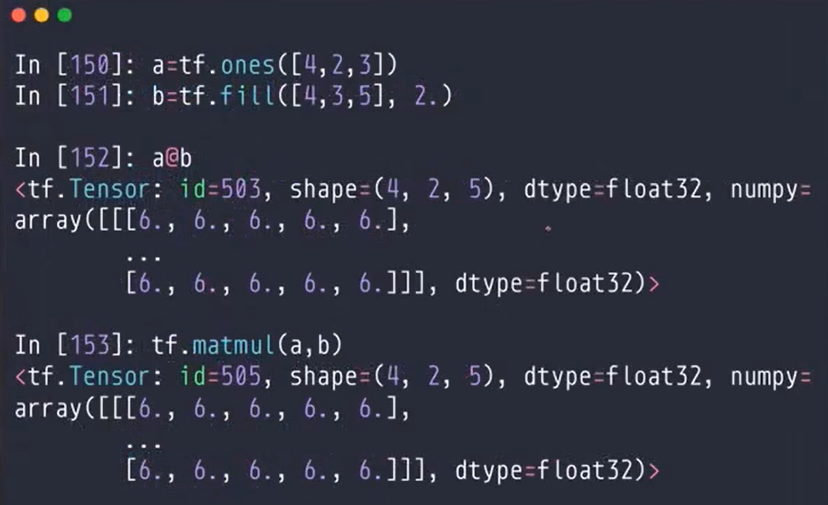 In [150]: a=tf.ones([4,2,3])
In [151]: b=tf.fill([4,3,5], 2.)
In [152]: a@b
<tf.Tensor: id=503, shape=(4, 2, 5), dtype=float32, numpy=
array([[[6., 6., 6., 6., 6.],
...
[6., 6., 6., 6., 6.]]], dtype=float32)>
In [153]: tf.matmul(a,b)
<tf.Tensor: id=505, shape=(4, 2, 5), dtype=float32, numpy=
array([[[6., 6., 6., 6., 6.],
...
[6., 6., 6., 6., 6.]]], dtype=float32)>